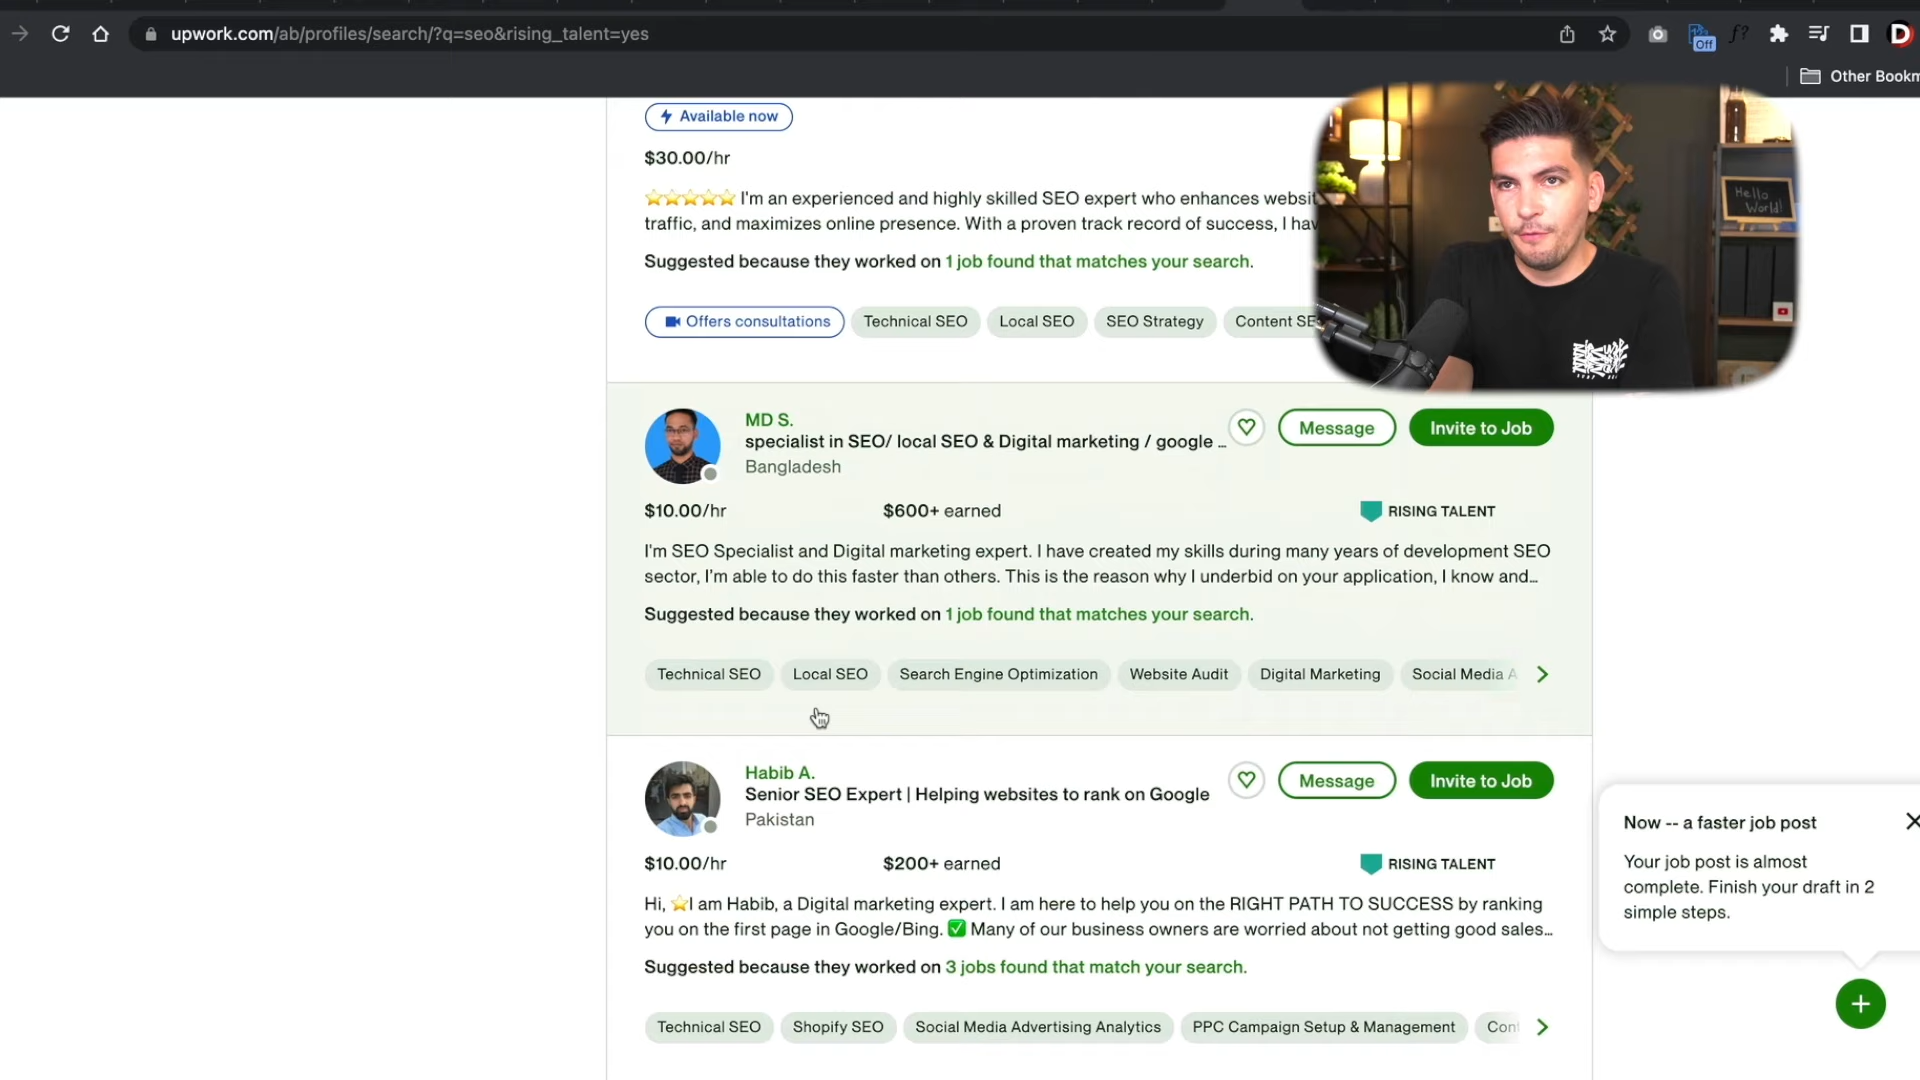 upwork.com/ab/profiles/search/?q=seo&rising_talent=yes
Off
f?
D
Other Bookm
Available now
$30.00/hr
⭐⭐⭐⭐⭐ I'm an experienced and highly skilled SEO expert who enhances websit
traffic, and maximizes online presence. With a proven track record of success, I hav
Suggested because they worked on 1 job found that matches your search.
Offers consultations
Technical SEO
Local SEO
SEO Strategy
Content SE
Hello
World!
MD S.
specialist in SEO/ local SEO & Digital marketing / google ...
Bangladesh
Message
Invite to Job
$10.00/hr
$600+ earned
RISING TALENT
I'm SEO Specialist and Digital marketing expert. I have created my skills during many years of development SEO
sector, I'm able to do this faster than others. This is the reason why I underbid on your application, I know and...
Suggested because they worked on 1 job found that matches your search.
Technical SEO
Local SEO
Search Engine Optimization
Website Audit
Digital Marketing
Social Media A
Habib A.
Senior SEO Expert | Helping websites to rank on Google
Pakistan
Message
Invite to Job
$10.00/hr
$200+ earned
RISING TALENT
Hi, ⭐I am Habib, a Digital marketing expert. I am here to help you on the RIGHT PATH TO SUCCESS by ranking
you on the first page in Google/Bing. ✅ Many of our business owners are worried about not getting good sales...
Suggested because they worked on 3 jobs found that match your search.
Technical SEO
Shopify SEO
Social Media Advertising Analytics
PPC Campaign Setup & Management
Cont
Now -- a faster job post
Your job post is almost
complete. Finish your draft in 2
simple steps.